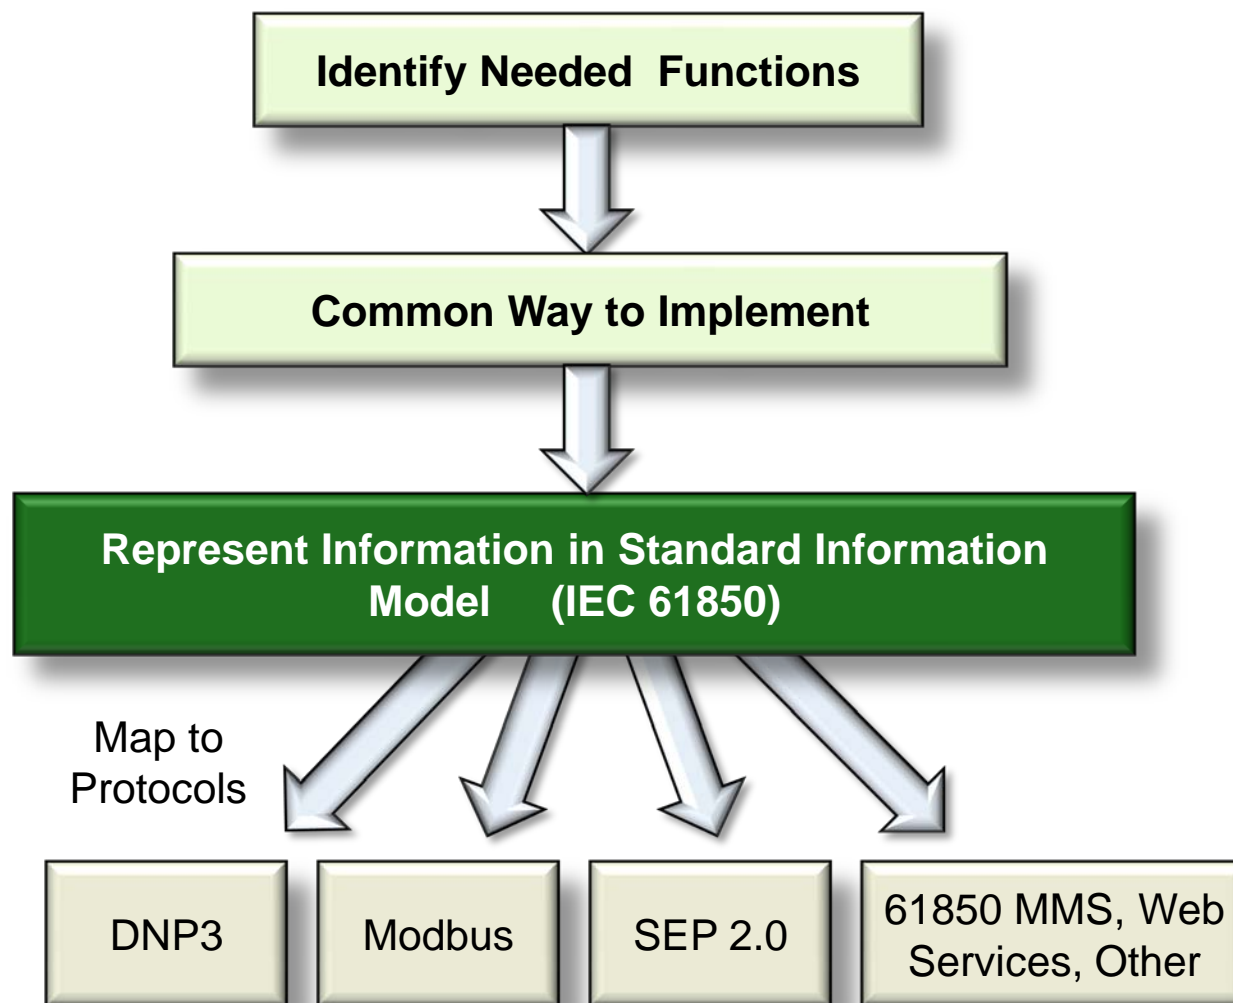 Identify Needed  Functions
Common Way to Implement
Represent Information in Standard Information
Model     (IEC 61850)
Map to
Protocols
DNP3
Modbus
SEP 2.0
61850 MMS, Web
Services, Other